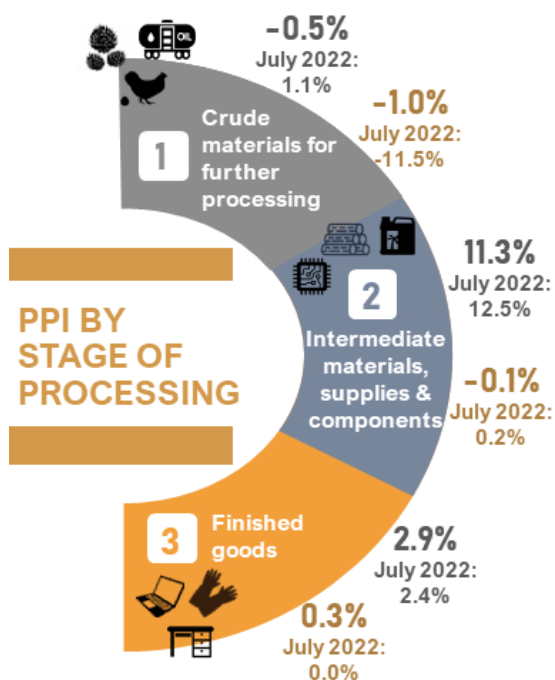 OIL
-0.5%
July 2022:
1.1%
1
Crude
materials for
further
processing
-1.0%
July 2022:
-11.5%
PPI BY
STAGE OF
PROCESSING
2
Intermediate
materials,
supplies &
components
11.3%
July 2022:
12.5%
-0.1%
July 2022:
0.2%
3
Finished
goods
2.9%
July 2022:
2.4%
0.3%
July 2022:
0.0%